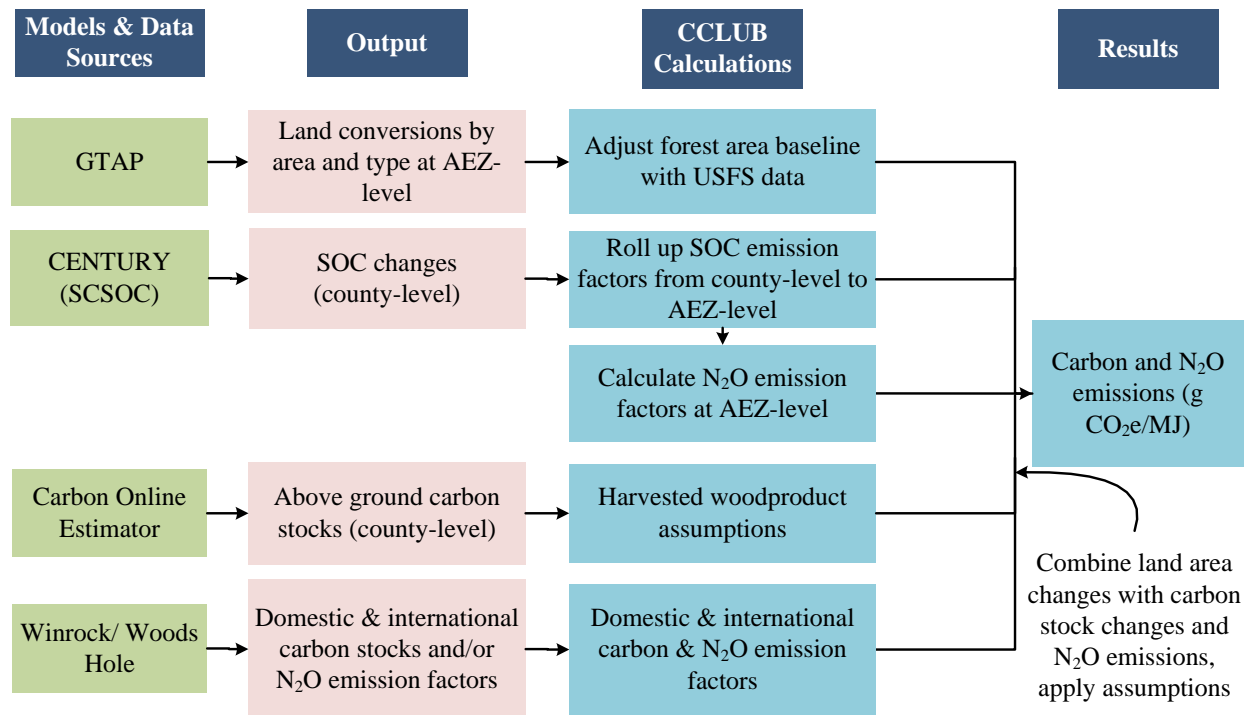 Models & Data
Sources
Output
CCLUB
Calculations
Results
GTAP
Land conversions by
area and type at AEZ-
level
Adjust forest area baseline
with USFS data
CENTURY
(SCSOC)
SOC changes
(county-level)
Roll up SOC emission
factors from county-level to
AEZ-level
Calculate N₂O emission
factors at AEZ-level
Carbon and N₂O
emissions (g
CO₂e/MJ)
Carbon Online
Estimator
Above ground carbon
stocks (county-level)
Harvested woodproduct
assumptions
Combine land area
changes with carbon
stock changes and
N₂O emissions,
apply assumptions
Winrock/ Woods
Hole
Domestic & international
carbon stocks and/or
N₂O emission factors
Domestic & international
carbon & N₂O emission
factors